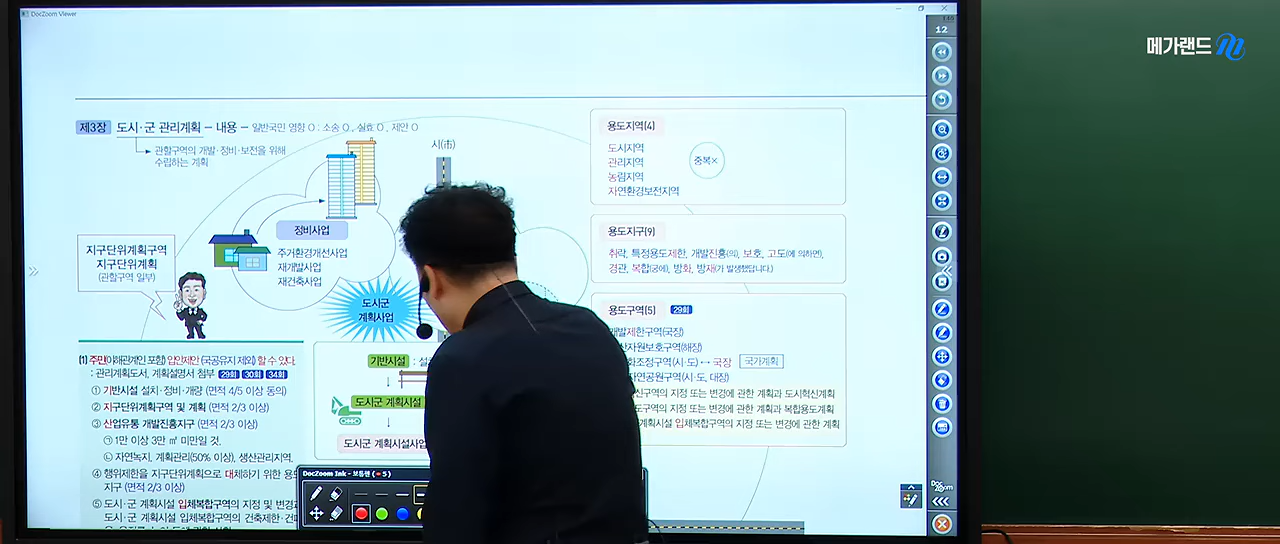 DocZoom Viewer
12
메가랜드
제3장 도시·군 관리계획 - 내용 - 일반국민 영향 O : 소송 O , 실효 O , 제안 O
관할구역의 개발·정비·보전을 위해
수립하는 계획
시(市)
정비사업
주거환경개선사업
재개발사업
재건축사업
지구단위계획구역
지구단위계획
(관할구역 일부)
도시군
계획사업
용도지역(4)
도시지역
관리지역
농림지역
자연환경보전지역
중복×
용도지구(9)
취락, 특정용도제한, 개발진흥(의), 보호, 고도(에 의하면),
경관, 복합(궁에), 방화, 방재(가 발생했답니다.)
용도구역(5) 29회
개발제한구역(국장)
산자원보호구역(해장)
화조정구역(시·도) ↔ 국장 국가계획
자연공원구역(시·도, 대장)
신구역의 지정 또는 변경에 관한 계획과 도시혁신계획
도구역의 지정 또는 변경에 관한 계획과 복합용도계획
계획시설 입체복합구역의 지정 또는 변경에 관한 계획
(1) 주민(이해관계인 포함) 입안제안 (국공유지 제외) 할 수 있다.
: 관리계획도서, 계획설명서 첨부 29회 30회 34회
① 기반시설 설치·정비·개량 (면적 4/5 이상 동의)
② 지구단위계획구역 및 계획 (면적 2/3 이상)
③ 산업유통 개발진흥지구 (면적 2/3 이상)
㉠ 1만 이상 3만 ㎡ 미만일 것.
㉡ 자연녹지, 계획관리(50% 이상), 생산관리지역.
④ 행위제한을 지구단위계획으로 대체하기 위한 용
지구 (면적 2/3 이상)
⑤ 도시·군 계획시설 입체복합구역의 지정 및 변경과
도시·군 계획시설 입체복합구역의 건축제한·건
기반시설 : 설
도시군 계획시설
도시군 계획시설사업
DocZoom Ink - 보통펜 ( 5 )
DocZoom